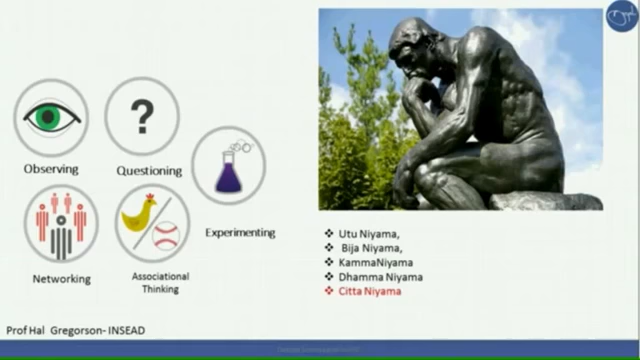 Observing
Questioning
Experimenting
Networking
Associational
Thinking
Utu Niyama,
Bija Niyama,
KammaNiyama
Dhamma Niyama
Citta Niyama
Prof Hal Gregorson- INSEAD